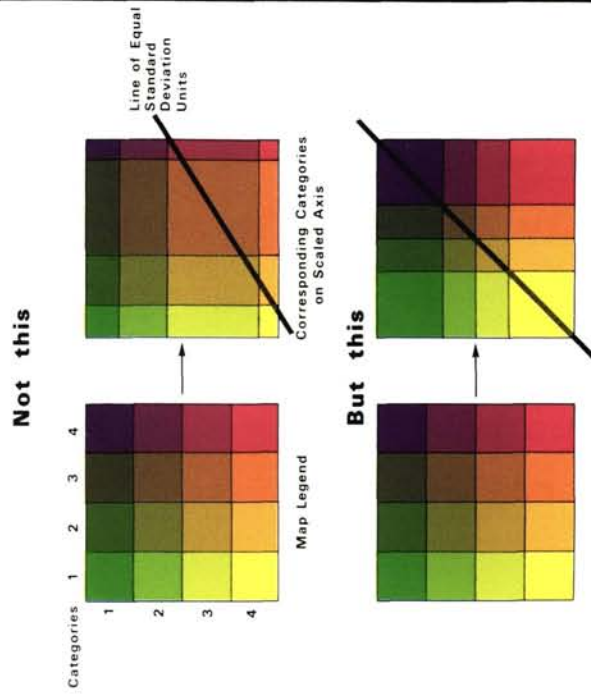 Not this
Categories
1 2 3 4
1
2
3
4
Map Legend
Line of Equal
Standard
Deviation
Units
Corresponding Categories
on Scaled Axis
But this